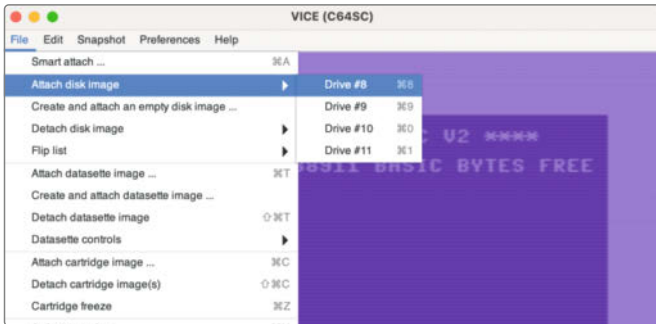 VICE (C64SC)
File Edit Snapshot Preferences Help
Smart attach ... ⌘A
Attach disk image
Drive #8 ⌘8
Create and attach an empty disk image ...
Drive #9 ⌘9
Detach disk image
Drive #10 ⌘0
Flip list
Drive #11 ⌘1
C V2 ****
38911 BASIC BYTES FREE
Attach datasette image ... ⌘T
Create and attach datasette image ...
Detach datasette image ⇧⌘T
Datasette controls
Attach cartridge image ... ⌘C
Detach cartridge image(s) ⇧⌘C
Cartridge freeze ⌘Z